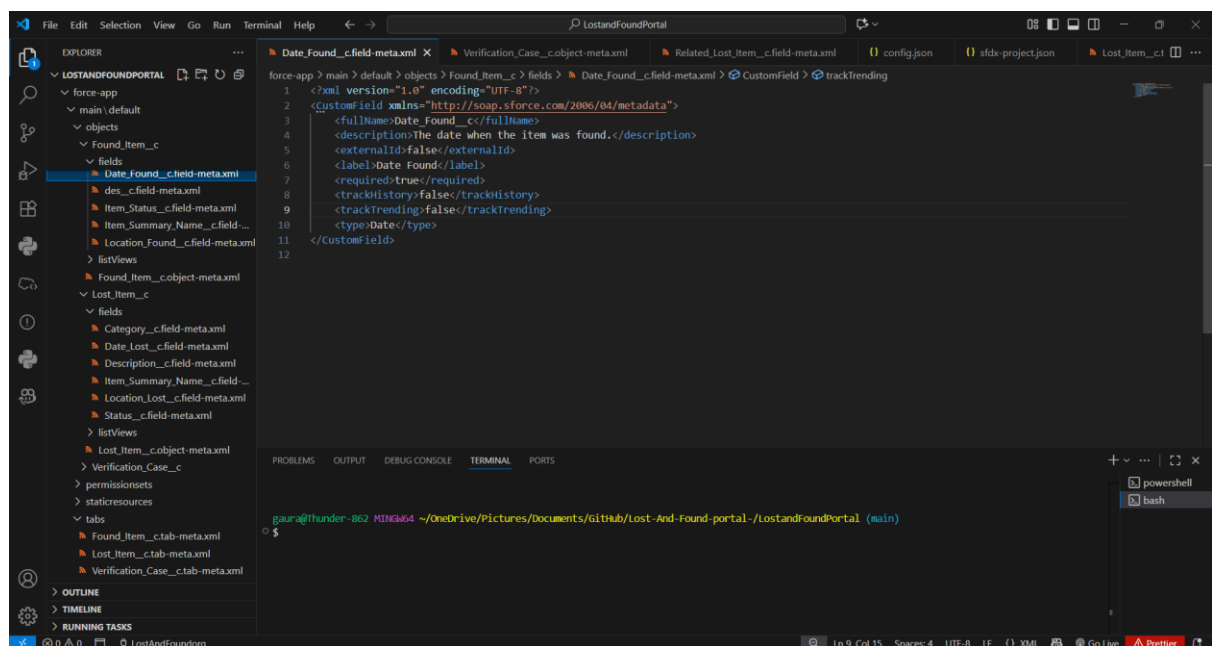 File Edit Selection View Go Run Terminal Help
LostandFoundPortal
EXPLORER
LOSTANDFOUNDPORTAL
force-app
main\default
objects
Found_Item__c
fields
Date_Found__c.field-meta.xml
des_c.field-meta.xml
Item_Status__c.field-meta.xml
Item_Summary_Name__c.field-...
Location_Found__c.field-meta.xml
listViews
Found_Item__c.object-meta.xml
Lost_Item__c
fields
Category__c.field-meta.xml
Date_Lost__c.field-meta.xml
Description__c.field-meta.xml
Item_Summary_Name__c.field-...
Location_Lost__c.field-meta.xml
Status__c.field-meta.xml
listViews
Lost_Item__c.object-meta.xml
Verification_Case__c
permissionsets
staticresources
tabs
Found_Item__c.tab-meta.xml
Lost_Item__c.tab-meta.xml
Verification_Case__c.tab-meta.xml
OUTLINE
TIMELINE
RUNNING TASKS
Date_Found__c.field-meta.xml Verification_Case__c.object-meta.xml Related_Lost_Item__c.field-meta.xml {} config.json {} sfdx-project.json Lost_Item__c.t ...
force-app > main > default > objects > Found_Item__c > fields > Date_Found__c.field-meta.xml > CustomField > trackTrending
1 <?xml version="1.0" encoding="UTF-8"?>
2 <CustomField xmlns="http://soap.sforce.com/2006/04/metadata">
3 <fullName>Date_Found__c</fullName>
4 <description>The date when the item was found.</description>
5 <externalId>false</externalId>
6 <label>Date Found</label>
7 <required>true</required>
8 <trackHistory>false</trackHistory>
9 <trackTrending>false</trackTrending>
10 <type>Date</type>
11 </CustomField>
12
PROBLEMS OUTPUT DEBUG CONSOLE TERMINAL PORTS
powershell
bash
gaura@Thunder-862 MINGW64 ~/OneDrive/Pictures/Documents/GitHub/Lost-And-Found-portal-/LostandFoundPortal (main)
$
0 0 LostAndFoundorg Ln 9, Col 15 Spaces: 4 UTF-8 LF {} XML Go Live Prettier